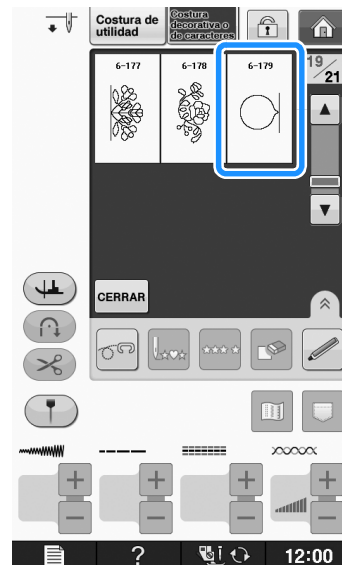 Costura de
utilidad
Costura
decorativa o
de caracteres
6-177
6-178
6-179
19/21
CERRAR
?
12:00